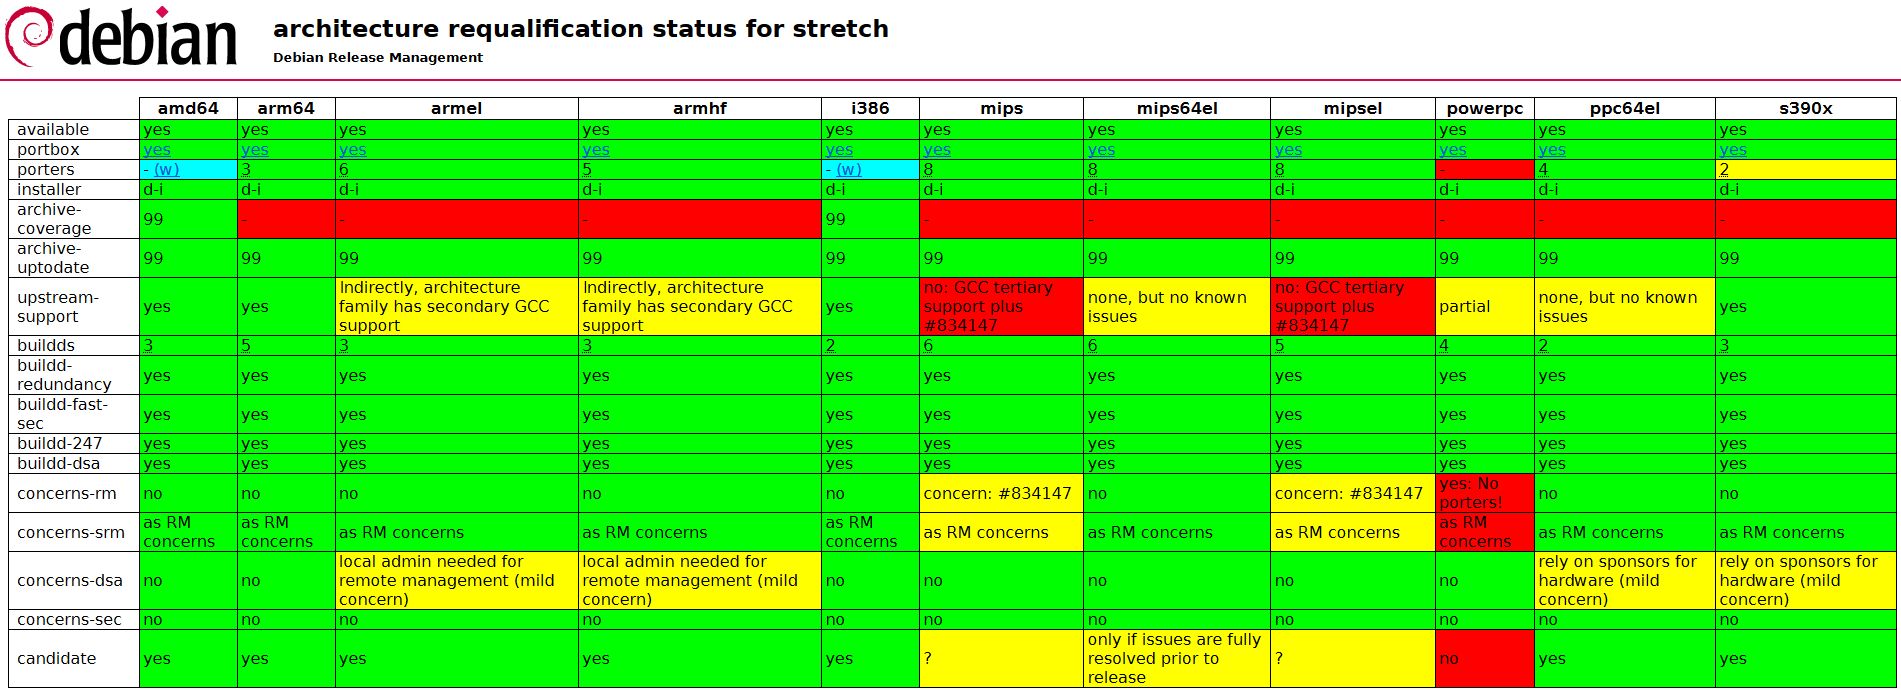 debian
architecture requalification status for stretch
Debian Release Management
amd64 arm64 armel armhf i386 mips mips64el mipsel powerpc ppc64el s390x
available yes yes yes yes yes yes yes yes yes yes yes
portbox yes yes yes yes yes yes yes yes yes yes yes
porters - (w) 3 6 5 - (w) 8 8 8 - 4 2
installer d-i d-i d-i d-i d-i d-i d-i d-i d-i d-i d-i
archive-
coverage 99 - - - 99 - - - - - -
archive-
uptodate 99 99 99 99 99 99 99 99 99 99 99
upstream-
support yes yes
Indirectly, architecture
family has secondary GCC
support
Indirectly, architecture
family has secondary GCC
support
yes
no: GCC tertiary
support plus
#834147
none, but no known
issues
no: GCC tertiary
support plus
#834147
partial
none, but no known
issues
yes
buildds 3 5 3 3 2 6 6 5 4 2 3
buildd-
redundancy yes yes yes yes yes yes yes yes yes yes yes
buildd-fast-
sec yes yes yes yes yes yes yes yes yes yes yes
buildd-247 yes yes yes yes yes yes yes yes yes yes yes
buildd-dsa yes yes yes yes yes yes yes yes yes yes yes
concerns-rm no no no no no concern: #834147 no concern: #834147
yes: No
porters!
no no
concerns-srm
as RM
concerns
as RM
concerns
as RM concerns as RM concerns
as RM
concerns
as RM concerns as RM concerns as RM concerns
as RM
concerns
as RM concerns as RM concerns
concerns-dsa no no
local admin needed for
remote management (mild
concern)
local admin needed for
remote management (mild
concern)
no no no no no
rely on sponsors for
hardware (mild
concern)
rely on sponsors for
hardware (mild
concern)
concerns-sec no no no no no no no no no no no
candidate yes yes yes yes yes ?
only if issues are fully
resolved prior to
release
? no yes yes